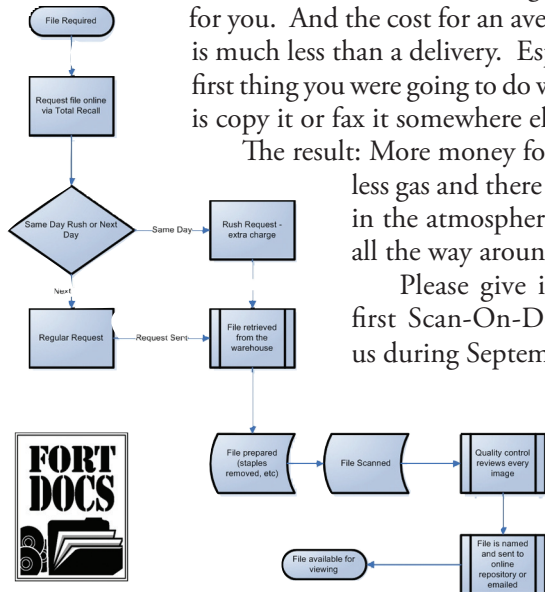 for you. And the cost for an ave
is much less than a delivery. Esp
first thing you were going to do w
is copy it or fax it somewhere el
The result: More money fo
less gas and there
in the atmospher
all the way aroun
Please give i
first Scan-On-D
us during Septem
File Required
Request file online
via Total Recall
Same Day Rush or Next
Day
Same Day
Rush Request -
extra charge
Next
Regular Request
Request Sent
File retrieved
from the
warehouse
File prepared
(staples
removed, etc)
File Scanned
Quality control
reviews every
image
File is named
and sent to
online
repository or
emailed
File available for
viewing
FORT
DOCS